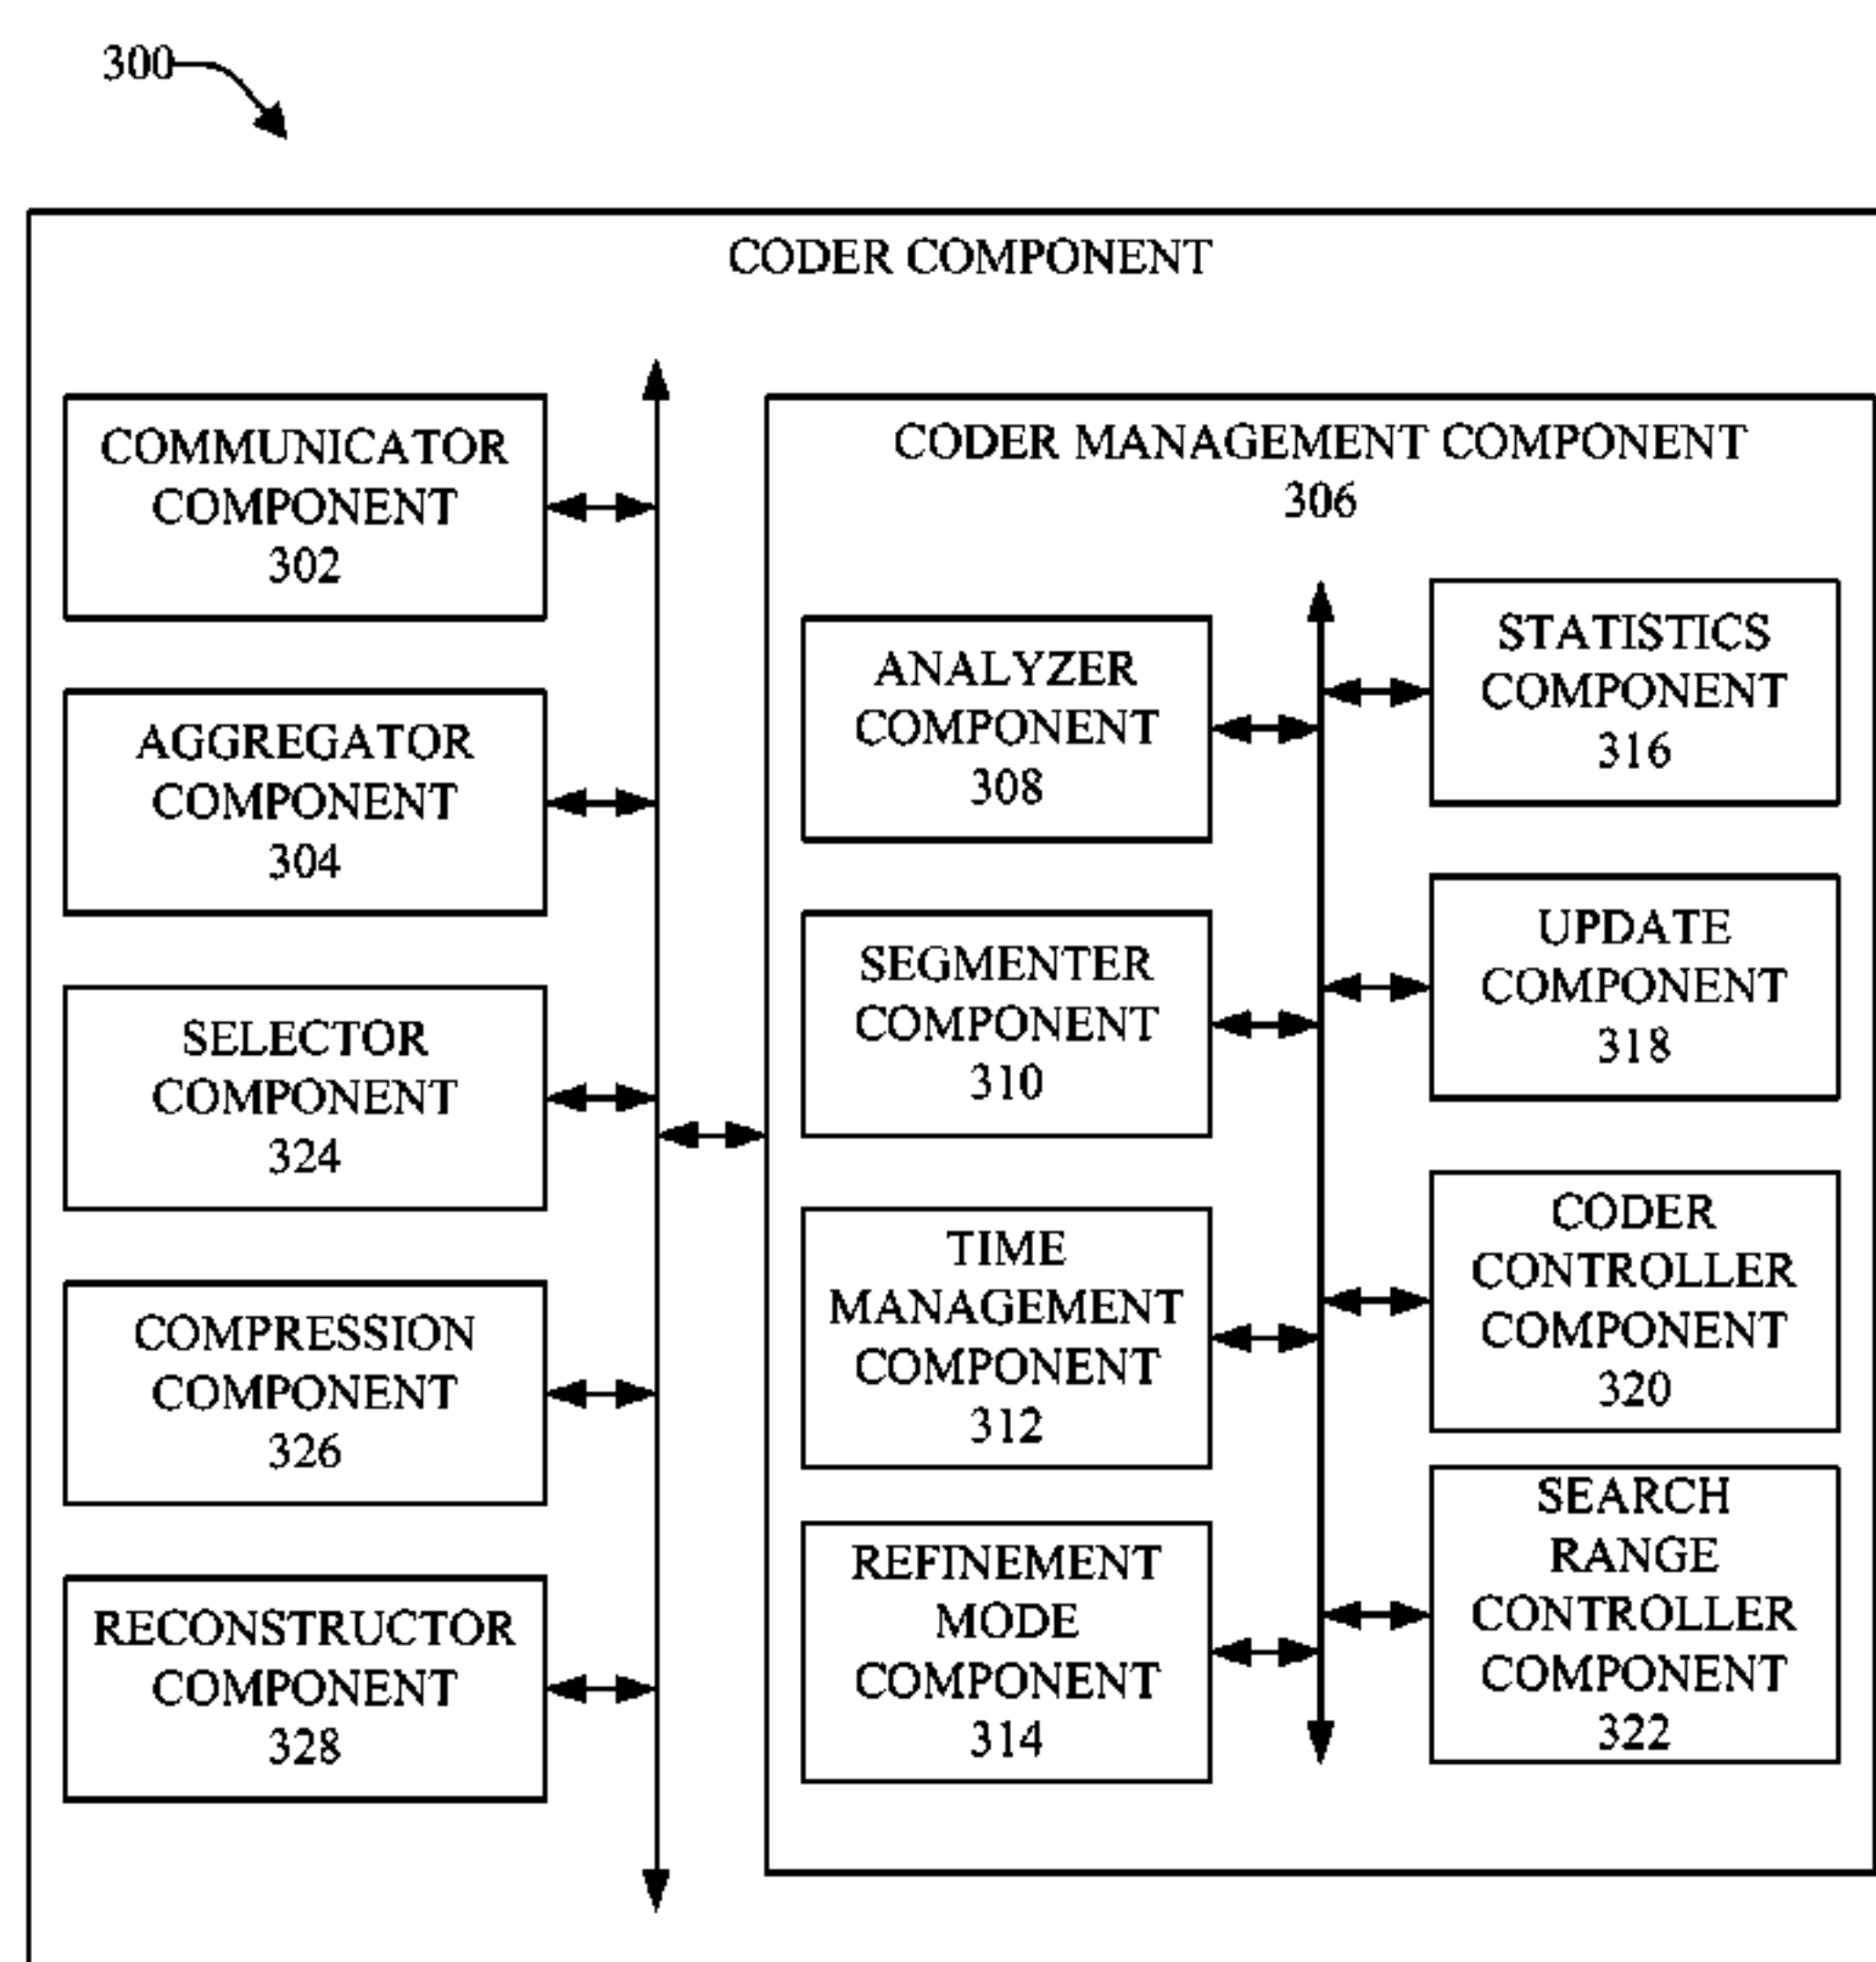 300
CODER COMPONENT
COMMUNICATOR
COMPONENT
302
AGGREGATOR
COMPONENT
304
SELECTOR
COMPONENT
324
COMPRESSION
COMPONENT
326
RECONSTRUCTOR
COMPONENT
328
CODER MANAGEMENT COMPONENT
306
ANALYZER
COMPONENT
308
SEGMENTER
COMPONENT
310
TIME
MANAGEMENT
COMPONENT
312
REFINEMENT
MODE
COMPONENT
314
STATISTICS
COMPONENT
316
UPDATE
COMPONENT
318
CODER
CONTROLLER
COMPONENT
320
SEARCH
RANGE
CONTROLLER
COMPONENT
322